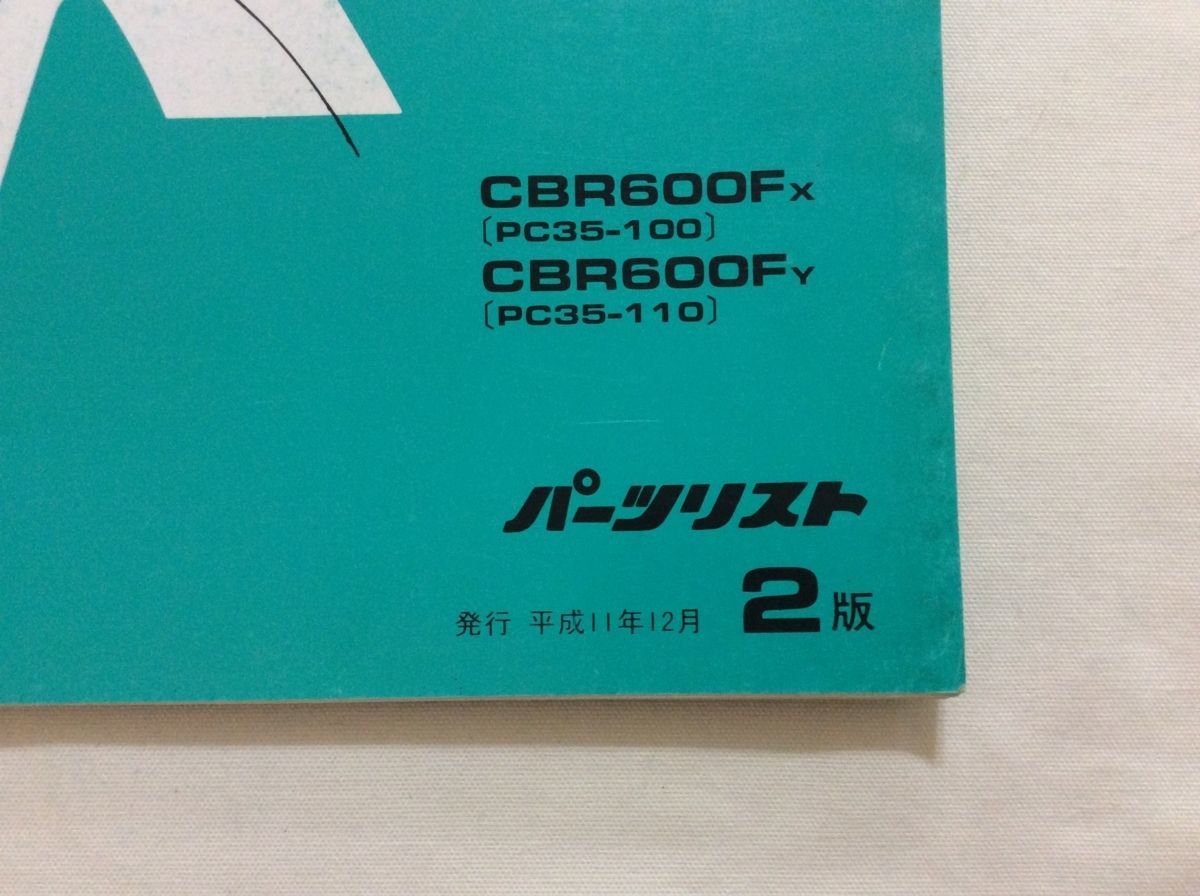 CBR600FX
〔PC35-100〕
CBR600FY
〔PC35-110〕
パーツリスト
発行 平成11年12月 2版